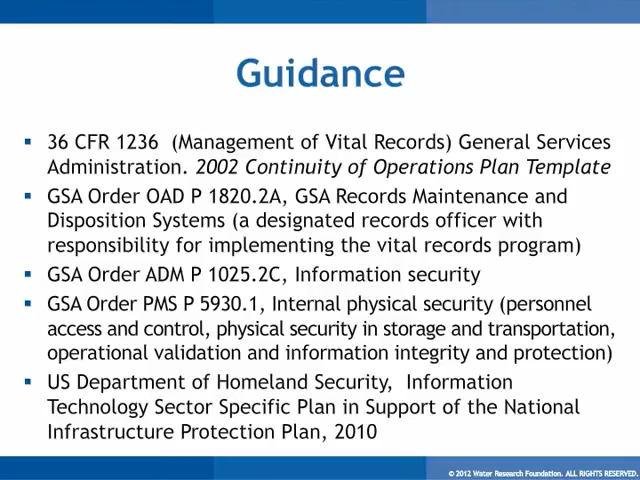 Guidance
36 CFR 1236  (Management of Vital Records) General Services
Administration. 2002 Continuity of Operations Plan Template
GSA Order OAD P 1820.2A, GSA Records Maintenance and
Disposition Systems (a designated records officer with
responsibility for implementing the vital records program)
GSA Order ADM P 1025.2C, Information security
GSA Order PMS P 5930.1, Internal physical security (personnel
access and control, physical security in storage and transportation,
operational validation and information integrity and protection)
US Department of Homeland Security,  Information
Technology Sector Specific Plan in Support of the National
Infrastructure Protection Plan, 2010
© 2012 Water Research Foundation. ALL RIGHTS RESERVED.